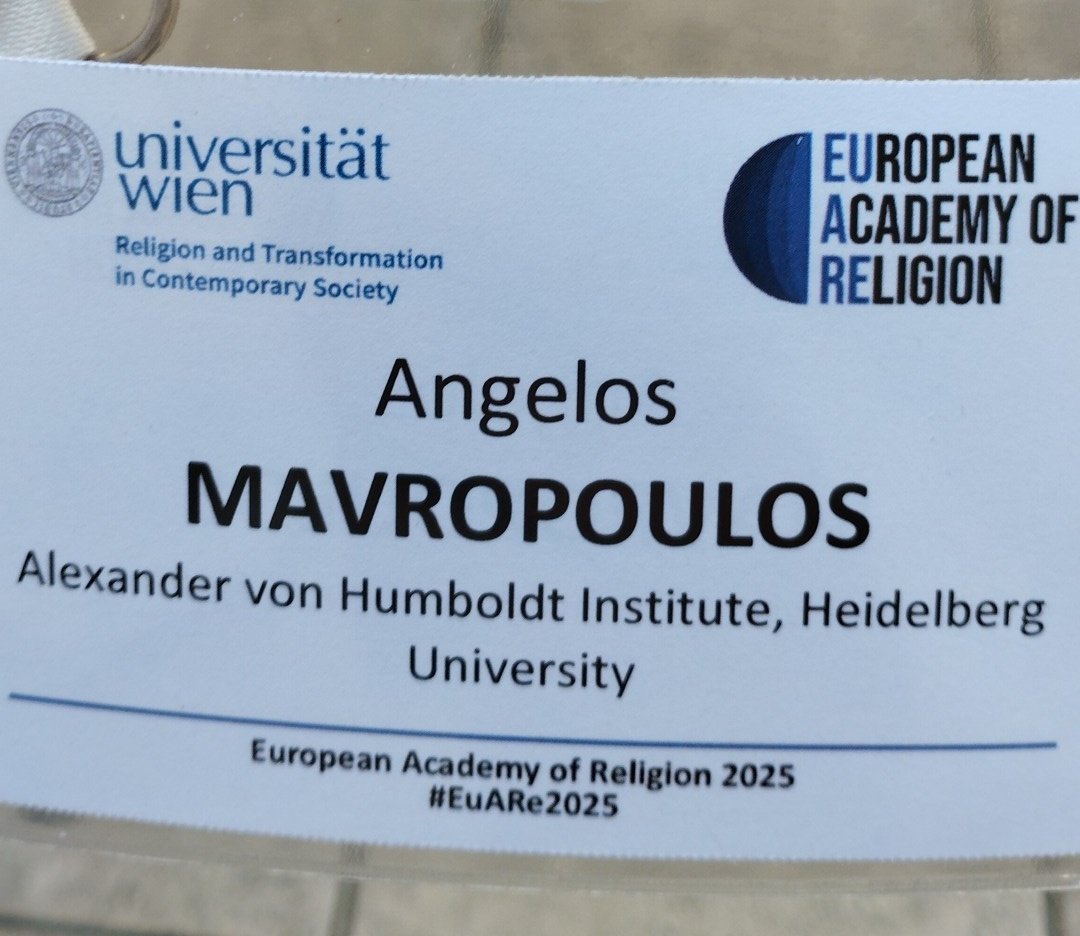 universität
wien
Religion and Transformation
in Contemporary Society
EUROPEAN
ACADEMY OF
RELIGION
Angelos
MAVROPOULOS
Alexander von Humboldt Institute, Heidelberg
University
European Academy of Religion 2025
#EuARe2025